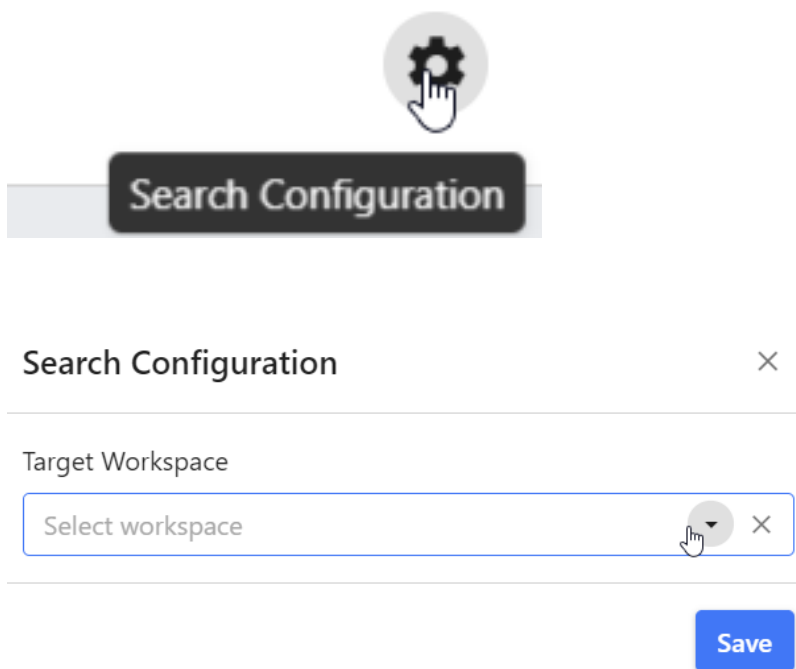 Search Configuration
Search Configuration
Target Workspace
Select workspace
Save